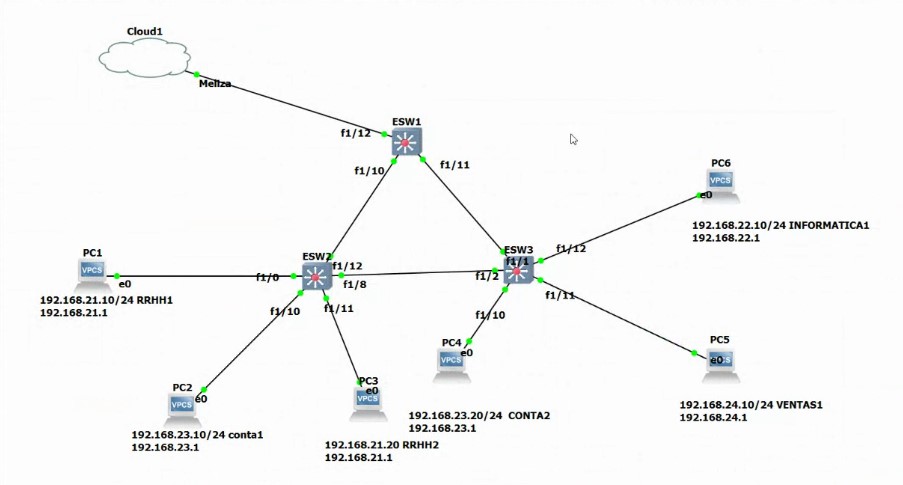 Cloud1
Meliza
ESW1
f1/12
f1/10
f1/11
PC6
VPCS
e0
192.168.22.10/24 INFORMATICA1
192.168.22.1
ESW2
f1/12
f1/0
f1/8
f1/10
f1/11
ESW3
f1/1
f1/12
f1/2
f1/11
f1/10
PC1
VPCS
e0
192.168.21.10/24 RRHH1
192.168.21.1
PC4
VPCS
e0
192.168.23.20/24 CONTA2
192.168.23.1
PC5
VPCS
e0
192.168.24.10/24 VENTAS1
192.168.24.1
PC2
VPCS
e0
192.168.23.10/24 conta1
192.168.23.1
PC3
VPCS
e0
192.168.21.20 RRHH2
192.168.21.1